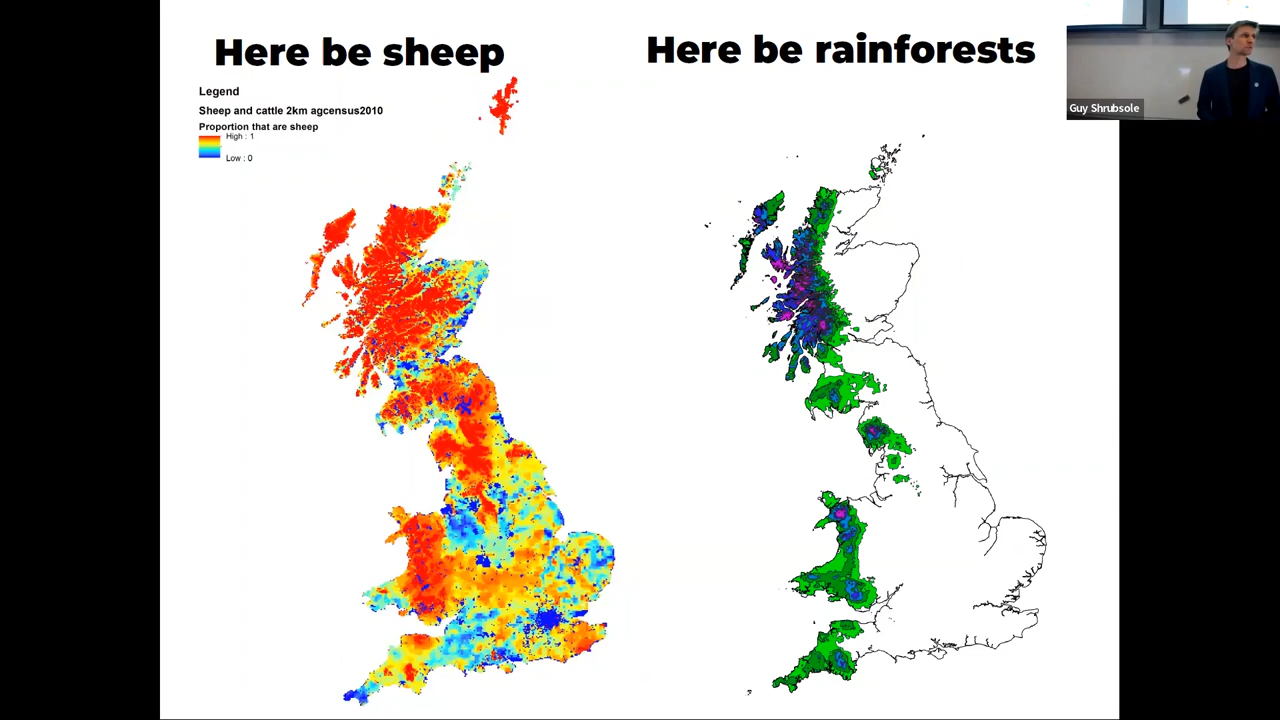 Here be sheep
Here be rainforests
Legend
Sheep and cattle 2km agcensus2010
Proportion that are sheep
High : 1
Low : 0
Guy Shrubsole